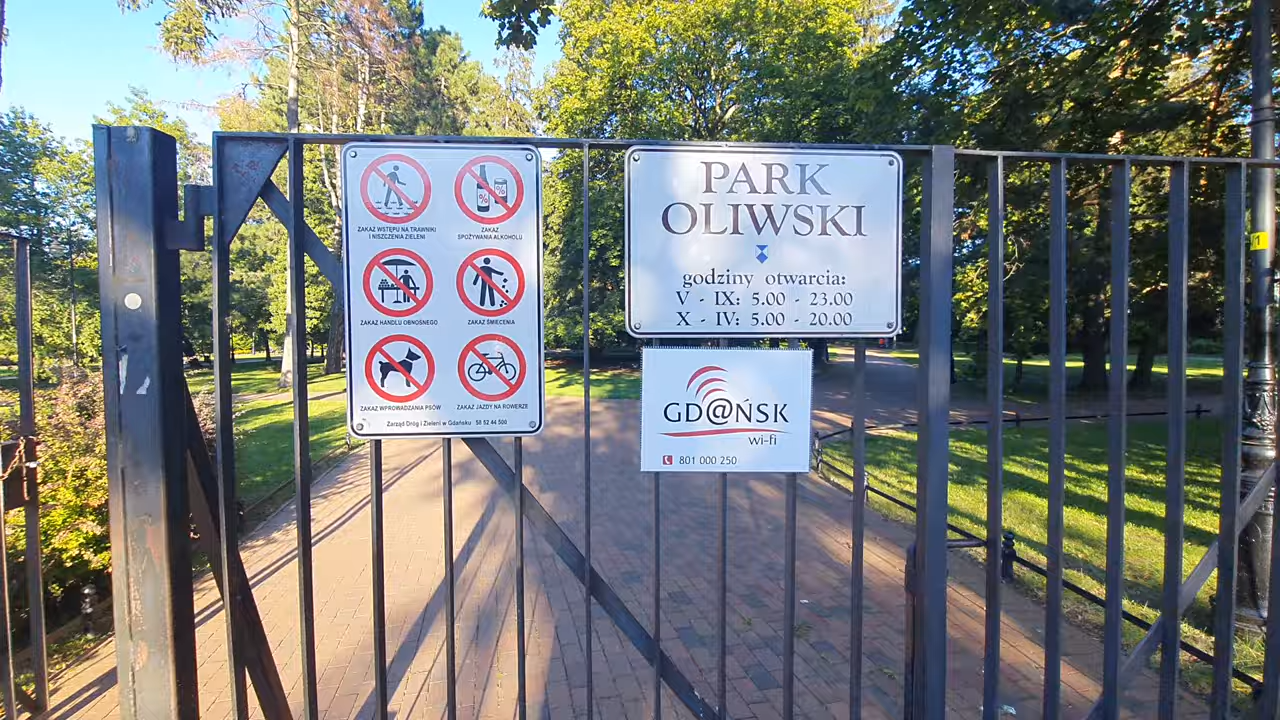 ZAKAZ WSTĘPU NA TRAWNIKI
I NISZCZENIA ZIELENI
ZAKAZ
SPOŻYWANIA ALKOHOLU
% %
ZAKAZ HANDLU OBNOŚNEGO
ZAKAZ ŚMIECENIA
ZAKAZ WPROWADZANIA PSÓW
ZAKAZ JAZDY NA ROWERZE
Zarząd Dróg i Zieleni w Gdańsku 58 52 44 500
PARK
OLIWSKI
godziny otwarcia:
V - IX: 5.00 - 23.00
X - IV: 5.00 - 20.00
GD@ŃSK
wi-fi
801 000 250